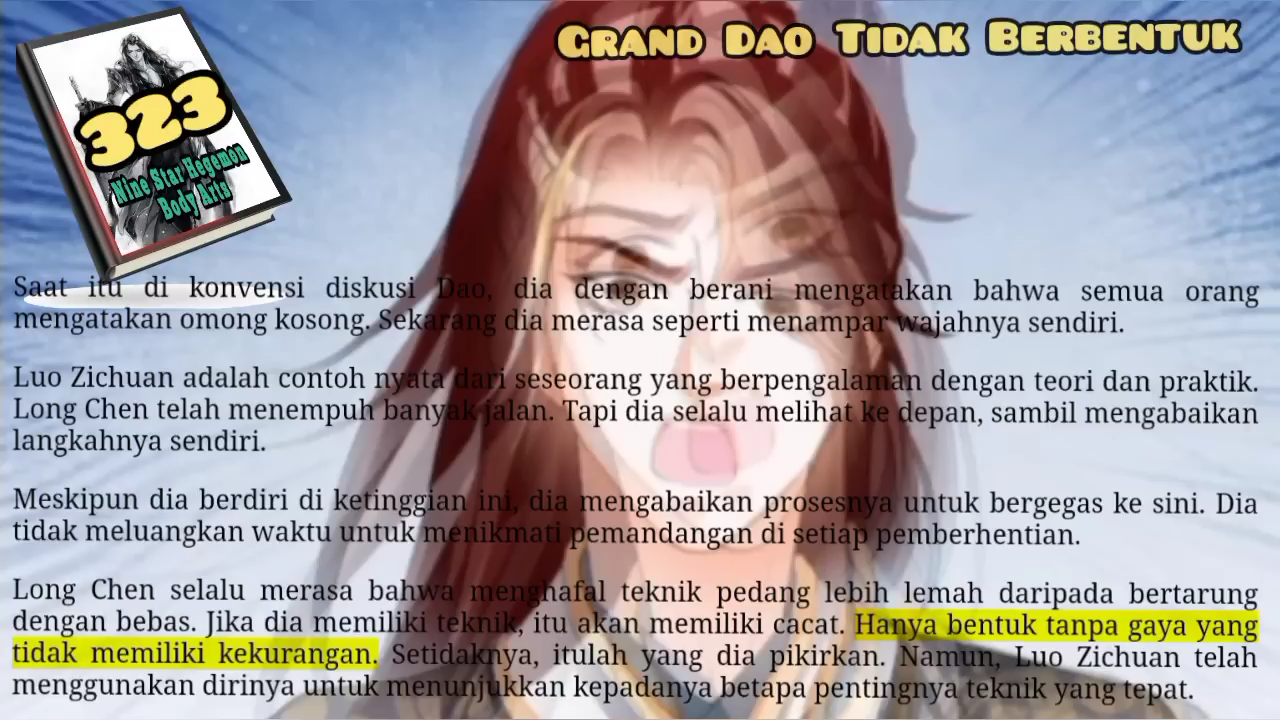 GRAND DAO TIDAK BERBENTUK
323
Nine Star Hegemon
Body Arts
Saat itu di konvensi diskusi Dao, dia dengan berani mengatakan bahwa semua orang
mengatakan omong kosong. Sekarang dia merasa seperti menampar wajahnya sendiri.
Luo Zichuan adalah contoh nyata dari seseorang yang berpengalaman dengan teori dan praktik.
Long Chen telah menempuh banyak jalan. Tapi dia selalu melihat ke depan, sambil mengabaikan
langkahnya sendiri.
Meskipun dia berdiri di ketinggian ini, dia mengabaikan prosesnya untuk bergegas ke sini. Dia
tidak meluangkan waktu untuk menikmati pemandangan di setiap pemberhentian.
Long Chen selalu merasa bahwa menghafal teknik pedang lebih lemah daripada bertarung
dengan bebas. Jika dia memiliki teknik, itu akan memiliki cacat. Hanya bentuk tanpa gaya yang
tidak memiliki kekurangan. Setidaknya, itulah yang dia pikirkan. Namun, Luo Zichuan telah
menggunakan dirinya untuk menunjukkan kepadanya betapa pentingnya teknik yang tepat.